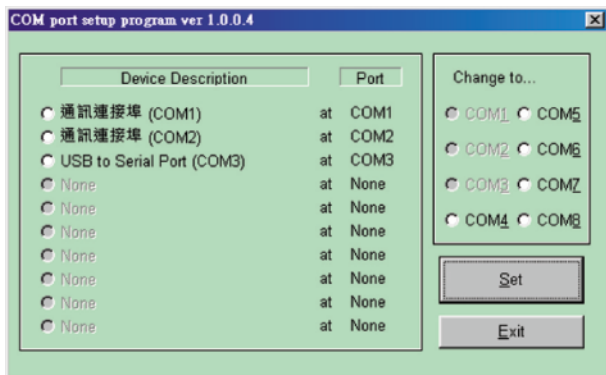 COM port setup program ver 1.0.0.4
Device Description Port
通訊連接埠 (COM1) at COM1
通訊連接埠 (COM2) at COM2
USB to Serial Port (COM3) at COM3
None at None
None at None
None at None
None at None
None at None
None at None
None at None
Change to...
COM1 COM5
COM2 COM6
COM3 COM7
COM4 COM8
Set
Exit